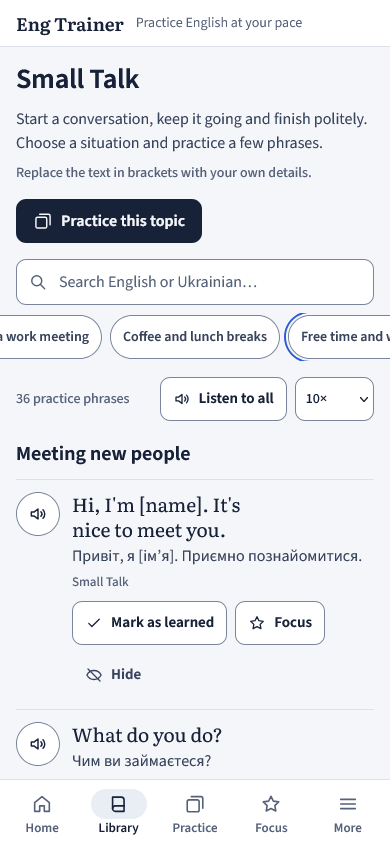 Eng Trainer Practice English at your pace
Small Talk
Start a conversation, keep it going and finish politely.
Choose a situation and practice a few phrases.
Replace the text in brackets with your own details.
Practice this topic
Search English or Ukrainian…
a work meeting Coffee and lunch breaks Free time and
36 practice phrases Listen to all 10×
Meeting new people
Hi, I'm [name]. It's
nice to meet you.
Привіт, я [ім’я]. Приємно познайомитися.
Small Talk
Mark as learned Focus
Hide
What do you do?
Чим ви займаєтеся?
Home Library Practice Focus More